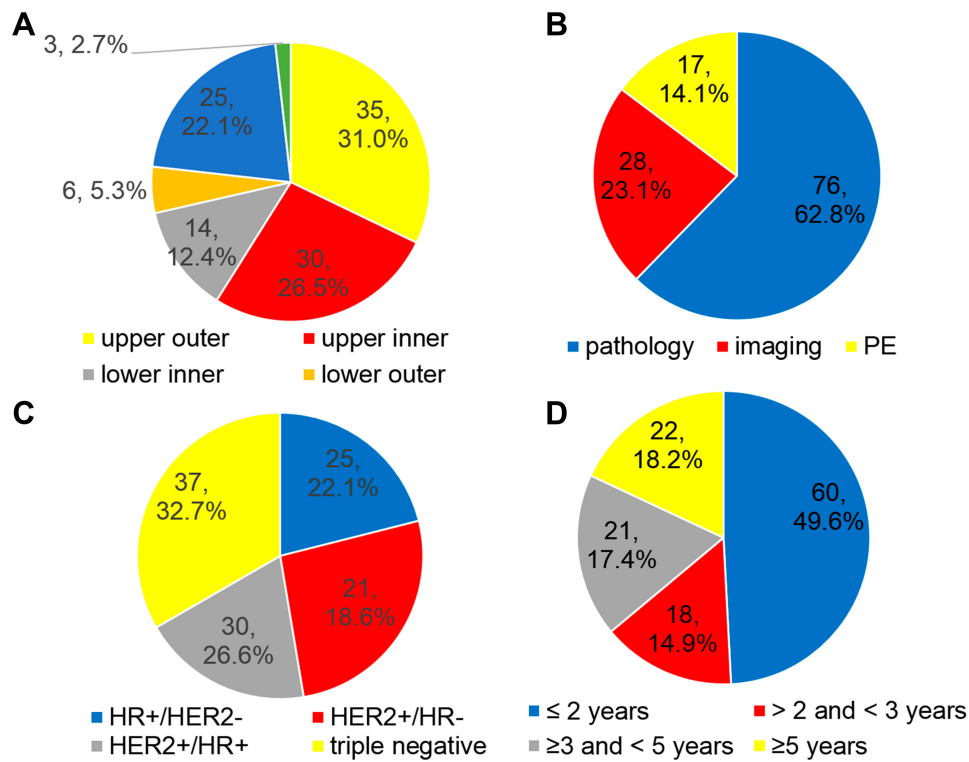 A
3, 2.7%
25,
22.1%
35,
31.0%
6, 5.3%
14,
12.4%
30,
26.5%
upper outer
upper inner
lower inner
lower outer
B
17,
14.1%
28,
23.1%
76,
62.8%
pathology
imaging
PE
C
37,
32.7%
25,
22.1%
21,
18.6%
30,
26.6%
HR+/HER2-
HER2+/HR-
HER2+/HR+
triple negative
D
22,
18.2%
60,
49.6%
21,
17.4%
18,
14.9%
≤ 2 years
> 2 and < 3 years
≥3 and < 5 years
≥5 years